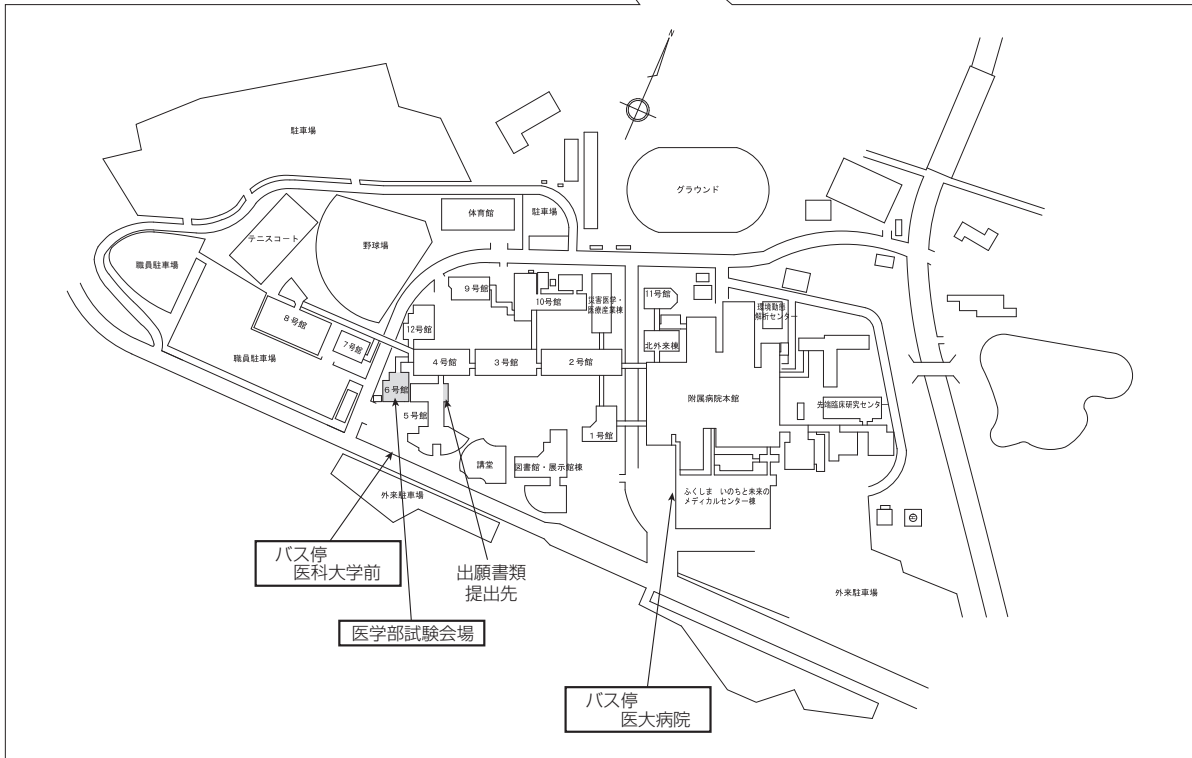 N
駐車場
グラウンド
体育館
駐車場
テニスコート
野球場
職員駐車場
9号館
10号館
災害医学・
医療産業棟
11号館
環境動態
解析センター
8号館
12号館
7号館
北外来棟
4号館
3号館
2号館
職員駐車場
6号館
附属病院本館
先端臨床研究センター
5号館
1号館
講堂
図書館・展示館棟
外来駐車場
ふくしま いのちと未来の
メディカルセンター棟
バス停
医科大学前
出願書類
提出先
外来駐車場
医学部試験会場
バス停
医大病院